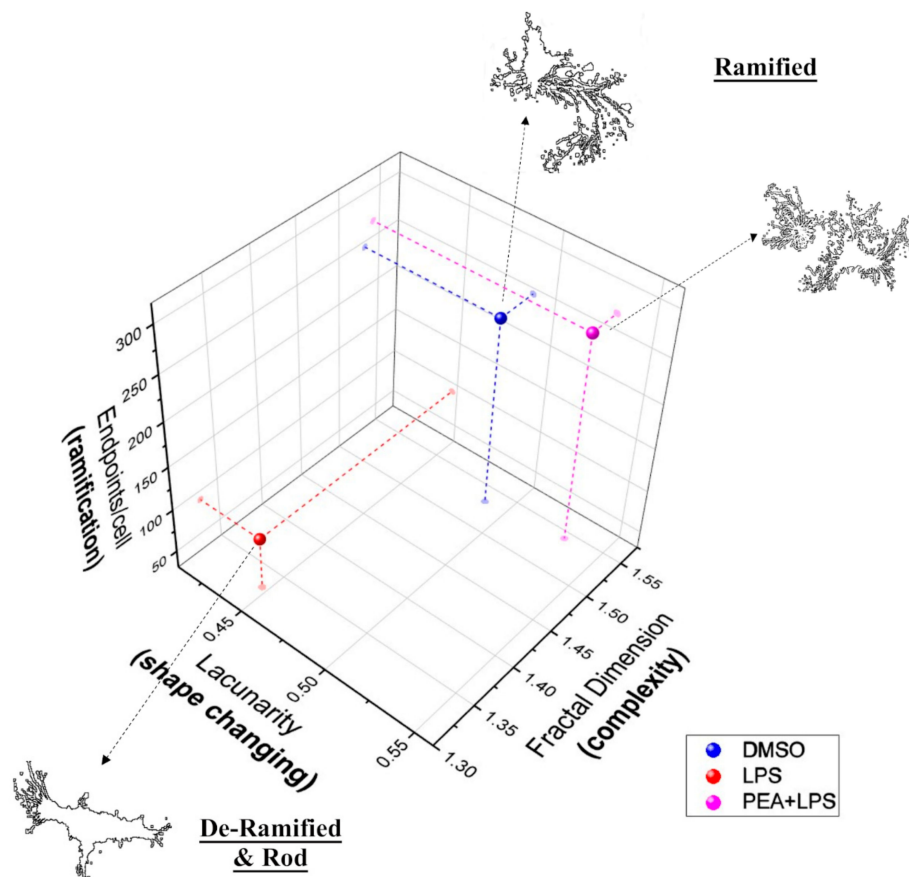 Ramified
300
250
200
150
100
50
Endpoints/cell
(ramification)
0.45
0.50
0.55
Lacunarity
(shape changing)
1.55
1.50
1.45
1.40
1.35
1.30
Fractal Dimension
(complexity)
DMSO
LPS
PEA+LPS
De-Ramified
& Rod